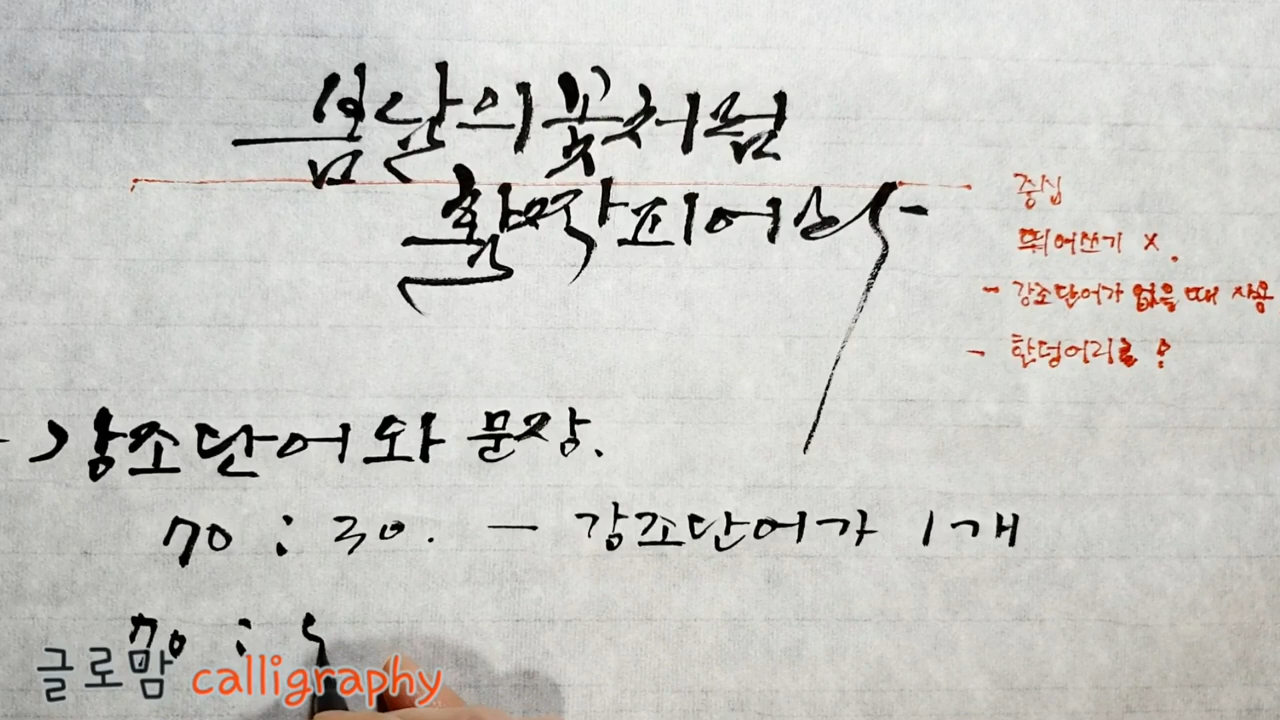 봄날의꽃처럼
활짝피어나
중심
띄어쓰기 X.
- 강조단어가 없을 때 사용
- 한덩어리로!
- 강조단어와 문장.
70 : 30. - 강조단어가 1개
70 :
글로맘 calligraphy